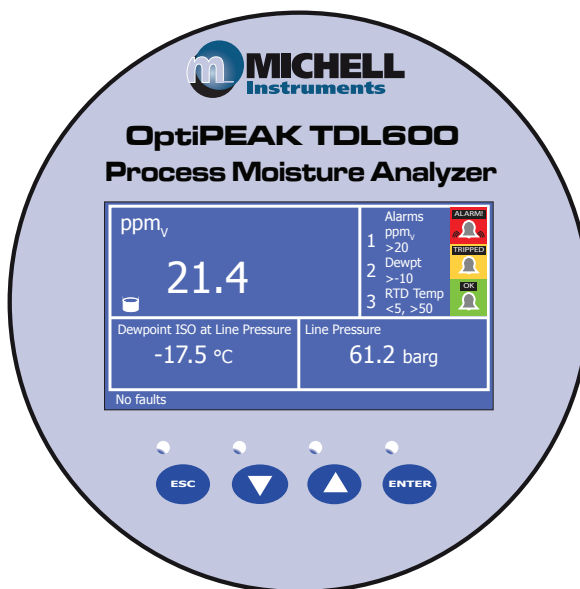 m
MICHELL
Instruments
OptiPEAK TDL600
Process Moisture Analyzer
ppmv
21.4
Alarms
1 ppmv
>20
2 Dewpt
>-10
3 RTD Temp
<5, >50
ALARM!
TRIPPED
OK
Dewpoint ISO at Line Pressure
-17.5 °C
Line Pressure
61.2 barg
No faults
ESC
ENTER